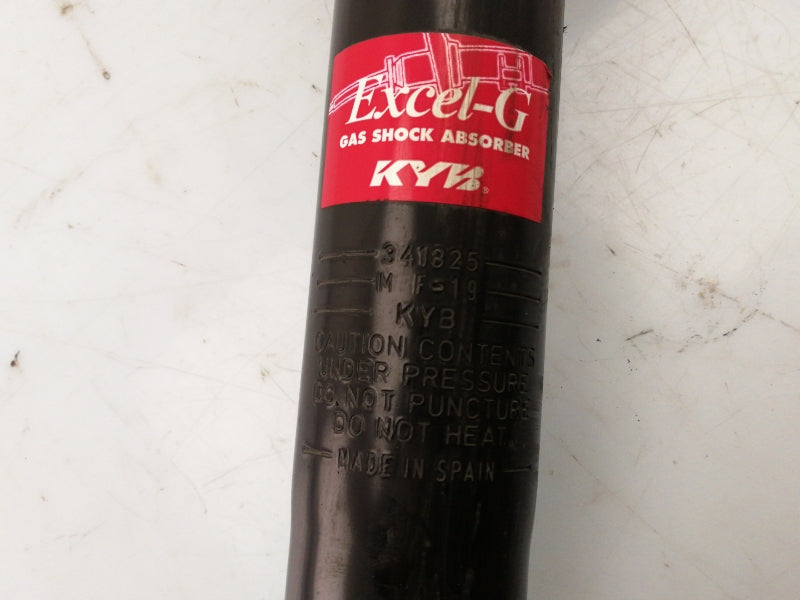 Excel-G
GAS SHOCK ABSORBER
KYB®
341825
M F-19
KYB
CAUTION CONTENTS
UNDER PRESSURE
DO NOT PUNCTURE
DO NOT HEAT
MADE IN SPAIN